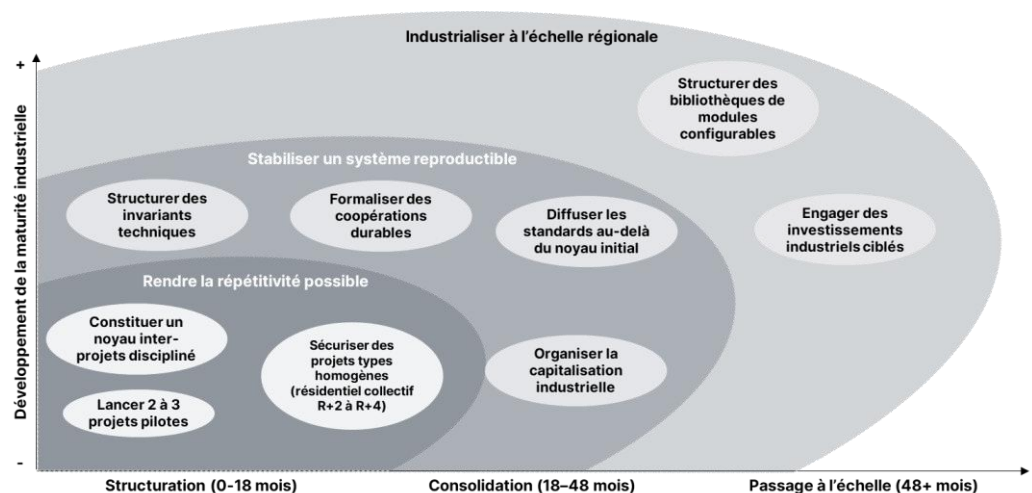 Industrialiser à l'échelle régionale
+
Structurer des
bibliothèques de
modules
configurables
Développement de la maturité industrielle
Stabiliser un système reproductible
Structurer des
invariants
techniques
Formaliser des
coopérations
durables
Diffuser les
standards au-delà
du noyau initial
Engager des
investissements
industriels ciblés
Rendre la répétitivité possible
Constituer un
noyau inter-
projets discipliné
Sécuriser des
projets types
homogènes
(résidentiel collectif
R+2 à R+4)
Organiser la
capitalisation
industrielle
Lancer 2 à 3
projets pilotes
-
Structuration (0-18 mois)
Consolidation (18–48 mois)
Passage à l'échelle (48+ mois)